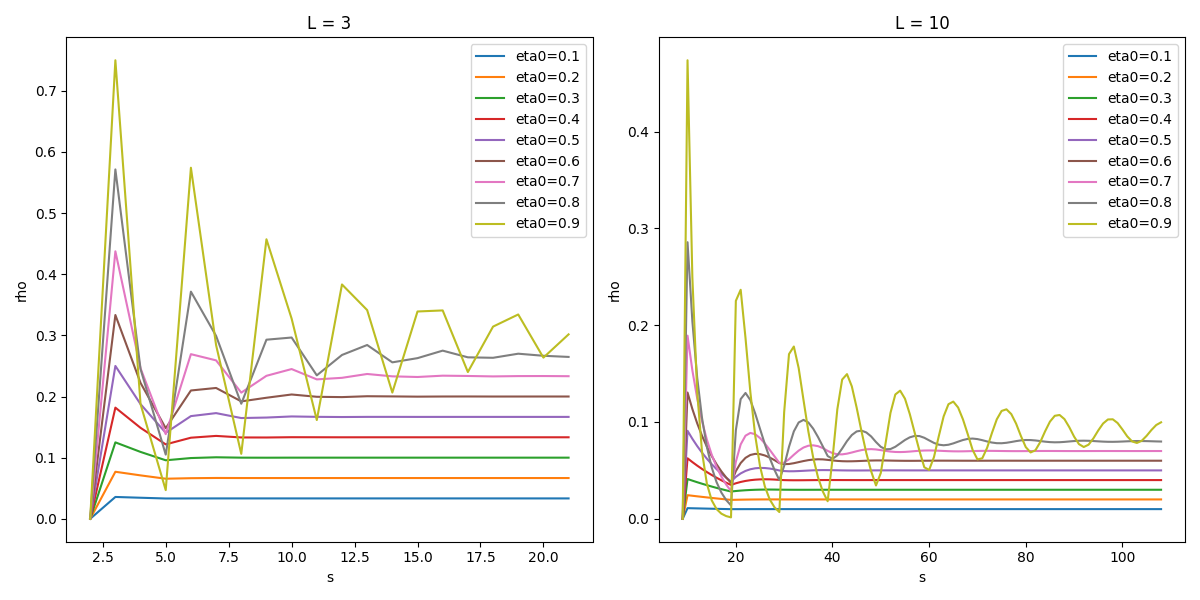 L = 3
rho
0.7
0.6
0.5
0.4
0.3
0.2
0.1
0.0
2.5 5.0 7.5 10.0 12.5 15.0 17.5 20.0
s
eta0=0.1
eta0=0.2
eta0=0.3
eta0=0.4
eta0=0.5
eta0=0.6
eta0=0.7
eta0=0.8
eta0=0.9
L = 10
rho
0.4
0.3
0.2
0.1
0.0
20 40 60 80 100
s
eta0=0.1
eta0=0.2
eta0=0.3
eta0=0.4
eta0=0.5
eta0=0.6
eta0=0.7
eta0=0.8
eta0=0.9